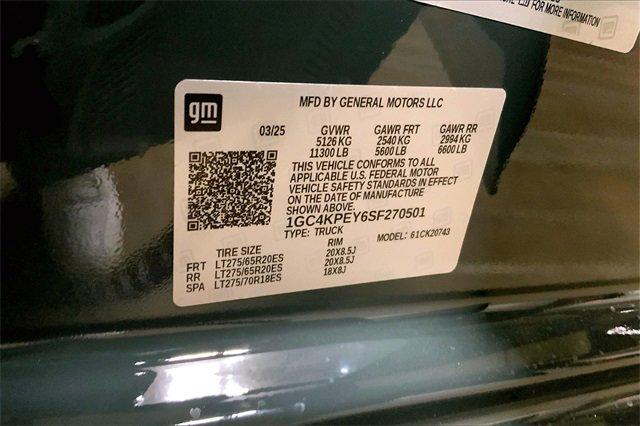 FOR MORE INFORMATION
gm
MFD BY GENERAL MOTORS LLC
03/25 GVWR GAWR FRT GAWR RR
5126 KG 2540 KG 2994 KG
11300 LB 5600 LB 6600 LB
THIS VEHICLE CONFORMS TO ALL
APPLICABLE U.S. FEDERAL MOTOR
VEHICLE SAFETY STANDARDS IN EFFECT
ON THE DATE OF MANUFACTURE
SHOWN ABOVE.
1GC4KPEY6SF270501
TYPE: TRUCK MODEL: 61CK20743
TIRE SIZE RIM
FRT LT275/65R20ES 20X8.5J
RR LT275/65R20ES 20X8.5J
SPA LT275/70R18ES 18X8J